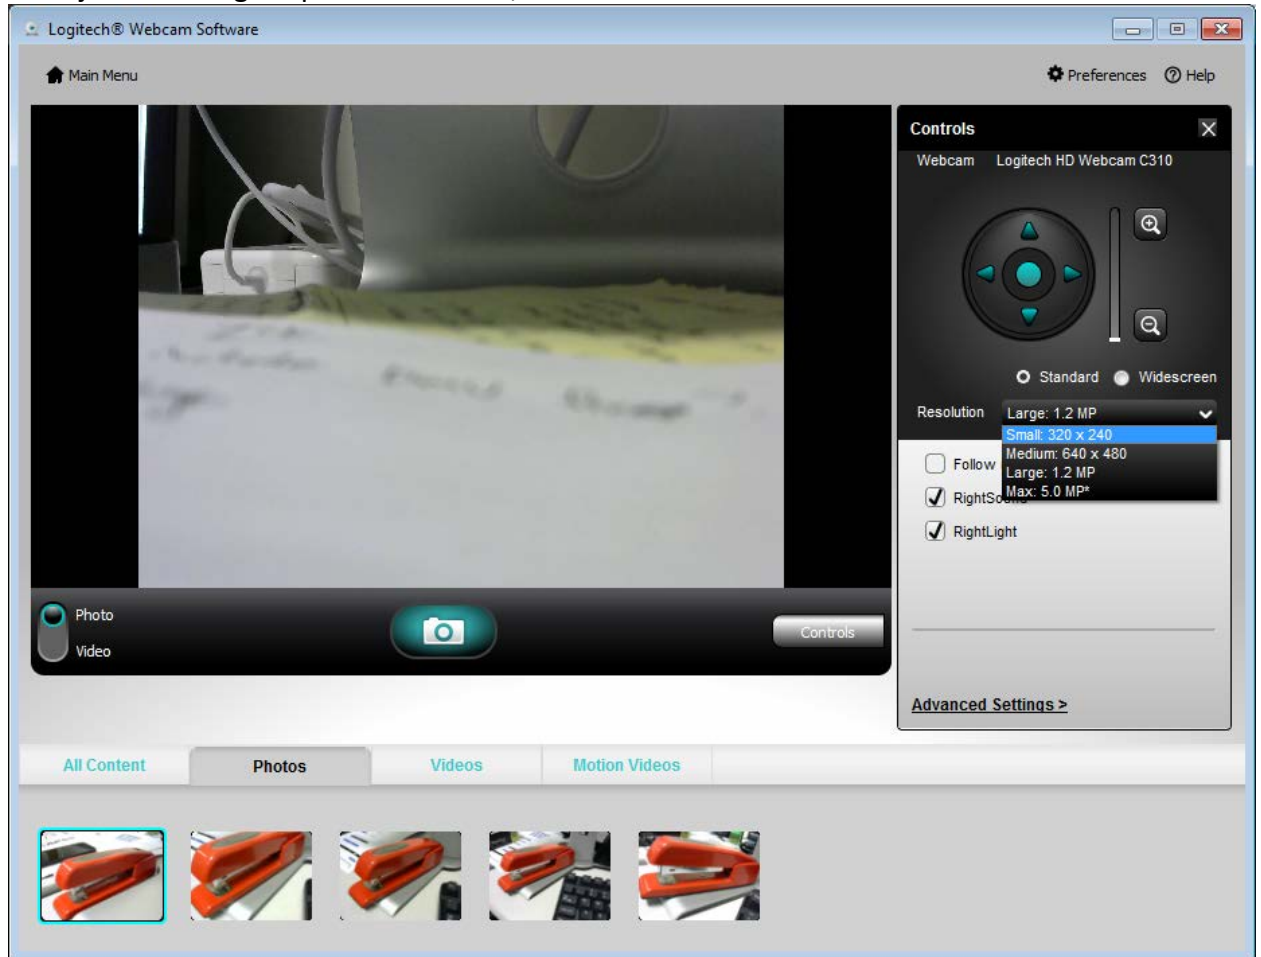 Logitech® Webcam Software
Main Menu
Preferences
Help
Controls
Webcam Logitech HD Webcam C310
Standard Widescreen
Resolution Large: 1.2 MP
Small: 320 x 240
Medium: 640 x 480
Large: 1.2 MP
Max: 5.0 MP*
Follow
RightSound
RightLight
Photo
Video
Controls
Advanced Settings >
All Content Photos Videos Motion Videos